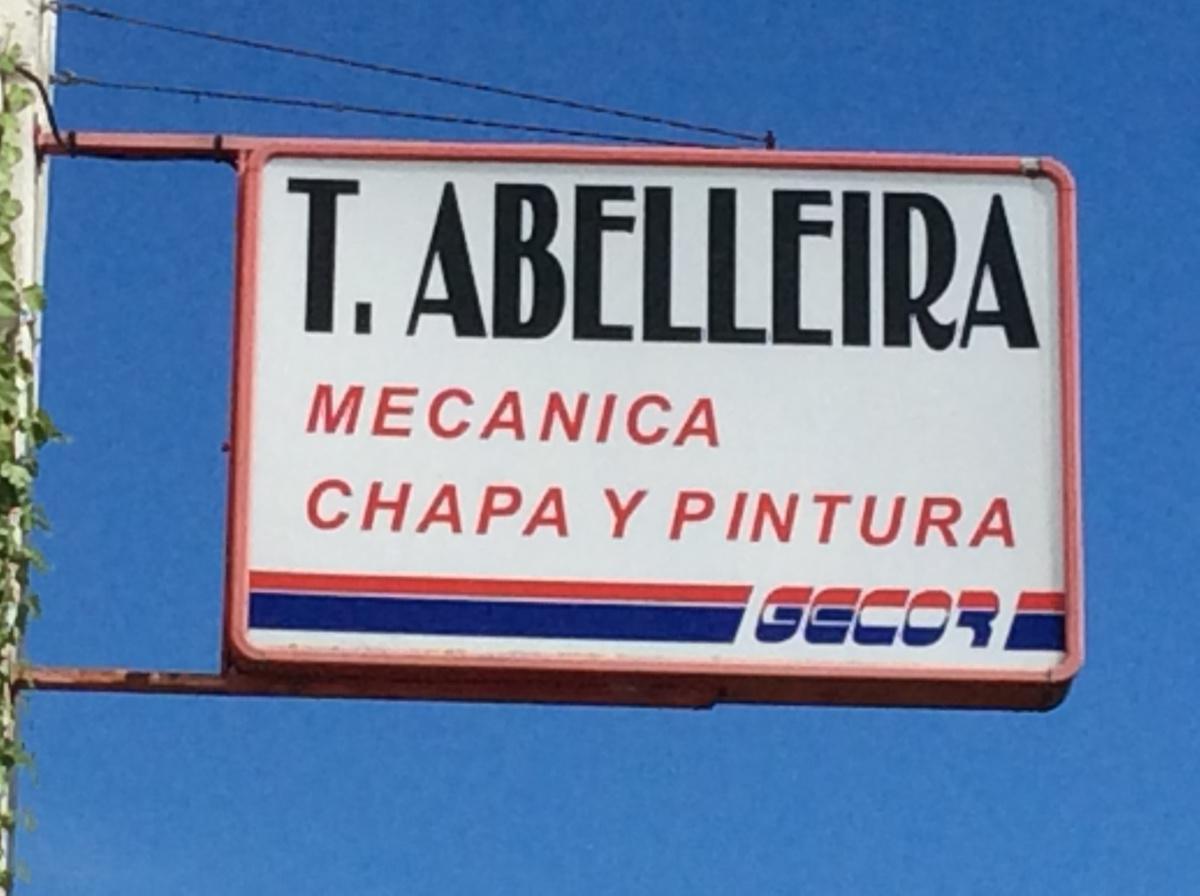 T. ABELLEIRA
MECANICA
CHAPA Y PINTURA
GECOR